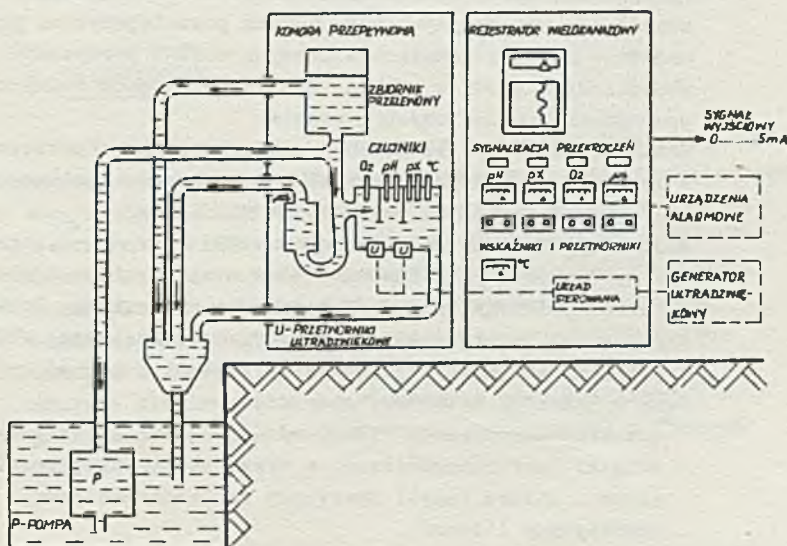 KOMORA PRZEPŁYWOWA
REJESTRATOR WIELOKANAŁOWY
ZBIORNIK
PRZELEWOWY
CZUJNIKI
O2 pH pX °C
SYGNALIZACJA PRZEKROCZEŃ
pH pX O2
WSKAŹNIKI I PRZETWORNIKI
°C
SYGNAŁ
WYJŚCIOWY
0 5mA
URZĄDZENIA
ALARMOWE
UKŁAD
STEROWANIA
GENERATOR
ULTRADŹWIĘ-
KOWY
U U
U-PRZETWORNIKI
ULTRADŹWIĘKOWE
P
P-POMPA